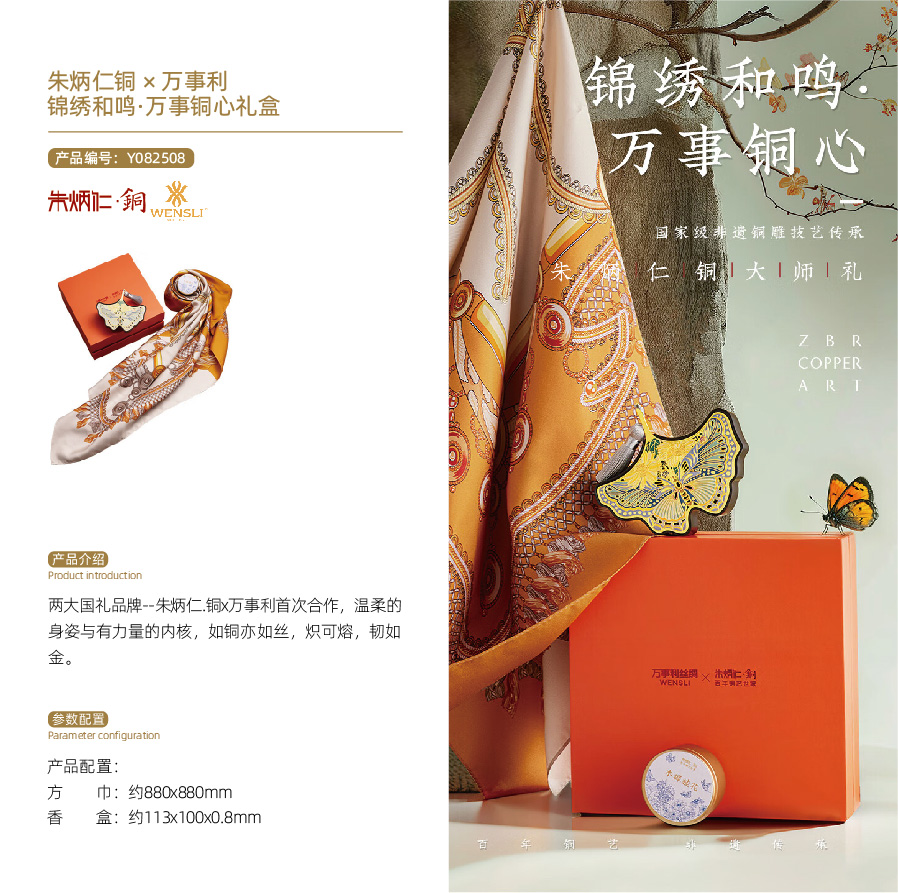 朱炳仁铜 × 万事利
锦绣和鸣·万事铜心礼盒
产品编号：Y082508
朱炳仁·銅
WENSLI
产品介绍
Product introduction
两大国礼品牌--朱炳仁.铜x万事利首次合作，温柔的
身姿与有力量的内核，如铜亦如丝，炽可熔，韧如
金。
参数配置
Parameter configuration
产品配置：
方 巾：约880x880mm
香 盒：约113x100x0.8mm
锦绣和鸣·
万事铜心
国家级非遗铜雕技艺传承
朱炳仁铜大师礼
ZBR
COPPER
ART
万事利丝绸
WENSLI
×
朱炳仁·銅
百年铜艺 非遗传承